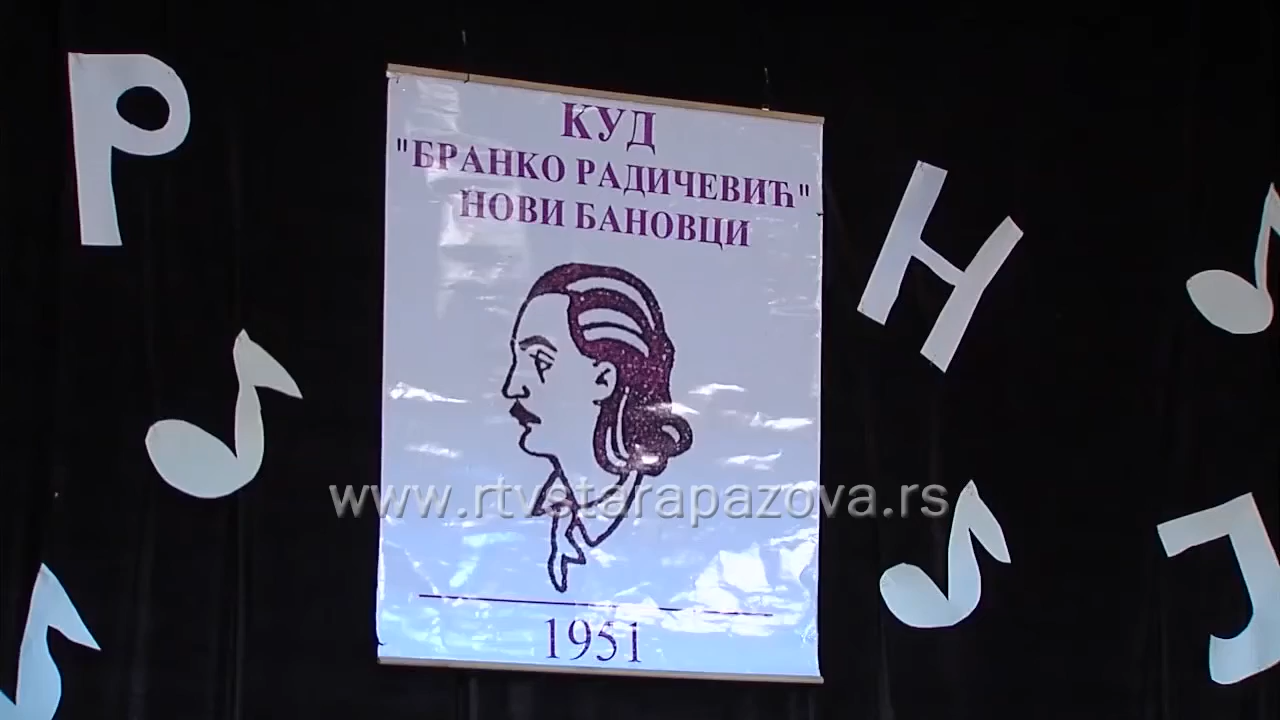 Р
КУД
"БРАНКО РАДИЧЕВИЋ"
НОВИ БАНОВЦИ
Н
www.rtvstarapazova.rs
Ј
1951